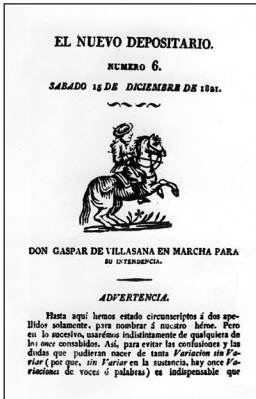 EL NUEVO DEPOSITARIO.
NUMERO 6.
SABADO 15 DE DICIEMBRE DE 1821.
DON GASPAR DE VILLASANA EN MARCHA PARA
SU INTENDENCIA.
ADVERTENCIA.
Hasta aquí hemos estado circunscriptos á dos ape-
llidos solamente, para nombrar á nuestro héroe. Pero
en lo sucesivo, usarémos indistintamente de qualquiera de
los once consabidos. Así, para evitar las confusiones y las
dudas que pudieran nacer de tanta Variacion sin Va-
riar (por que, sin Variar en la sustancia, hay once Va-
riaciones de voces ó palabras) es indispensable que